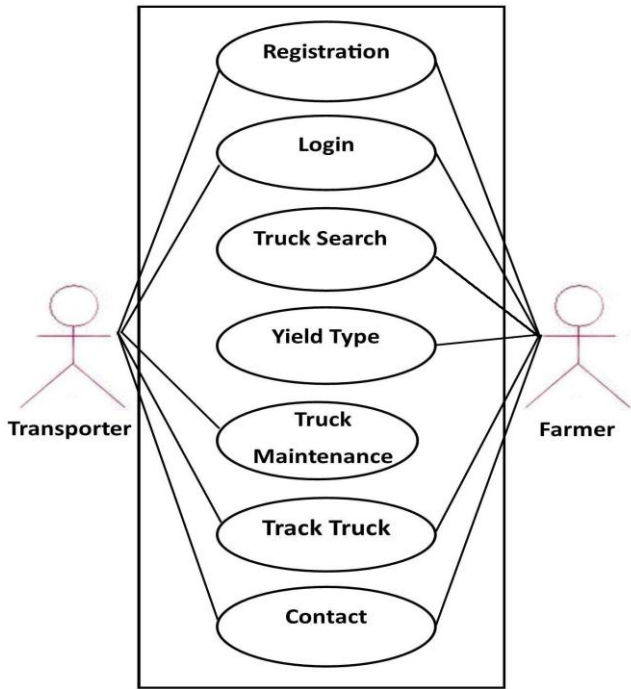 Registration
Login
Truck Search
Yield Type
Transporter
Farmer
Truck
Maintenance
Track Truck
Contact